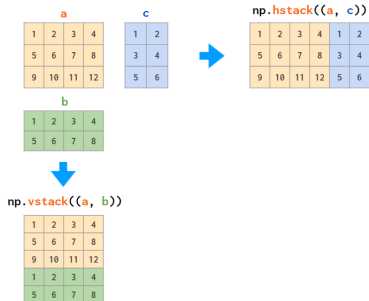 a
1 2 3 4
5 6 7 8
9 10 11 12
c
1 2
3 4
5 6
np.hstack((a, c))
1 2 3 4 1 2
5 6 7 8 3 4
9 10 11 12 5 6
b
1 2 3 4
5 6 7 8
np.vstack((a, b))
1 2 3 4
5 6 7 8
9 10 11 12
1 2 3 4
5 6 7 8